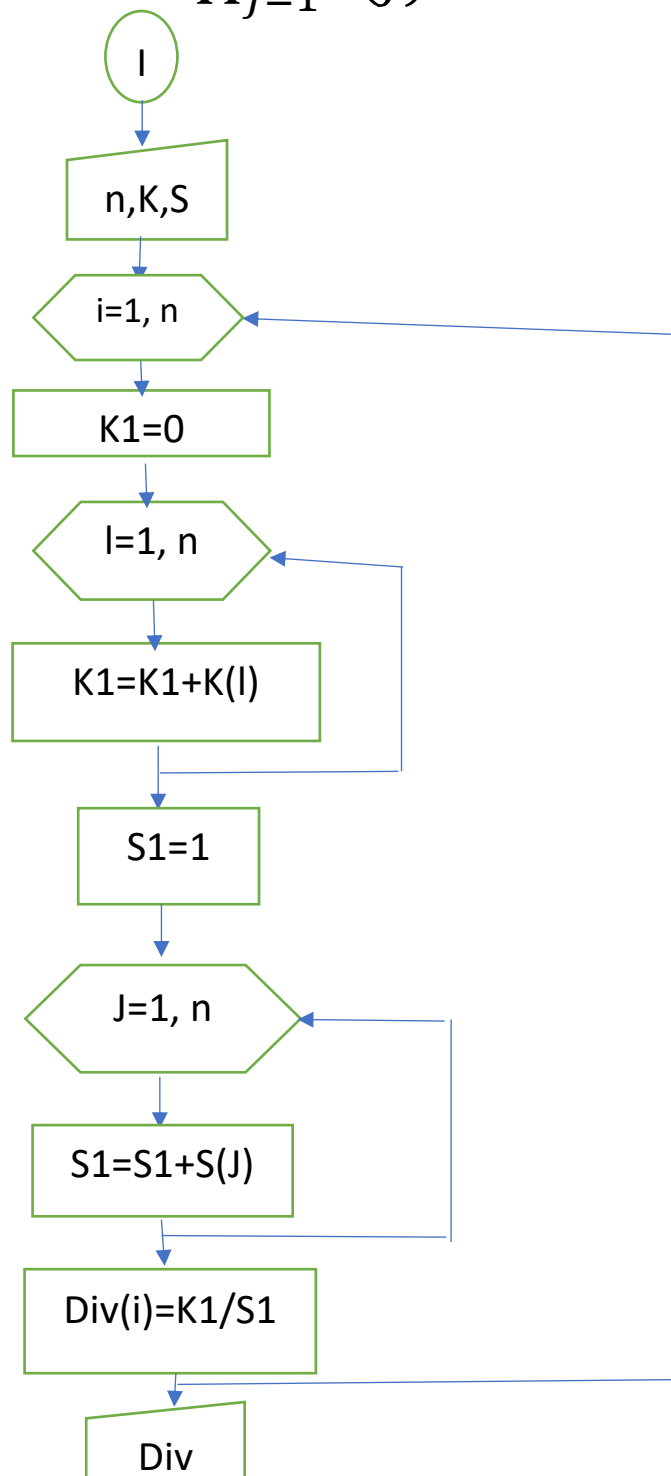 I
n,K,S
i=1, n
K1=0
l=1, n
K1=K1+K(l)
S1=1
J=1, n
S1=S1+S(J)
Div(i)=K1/S1
Div